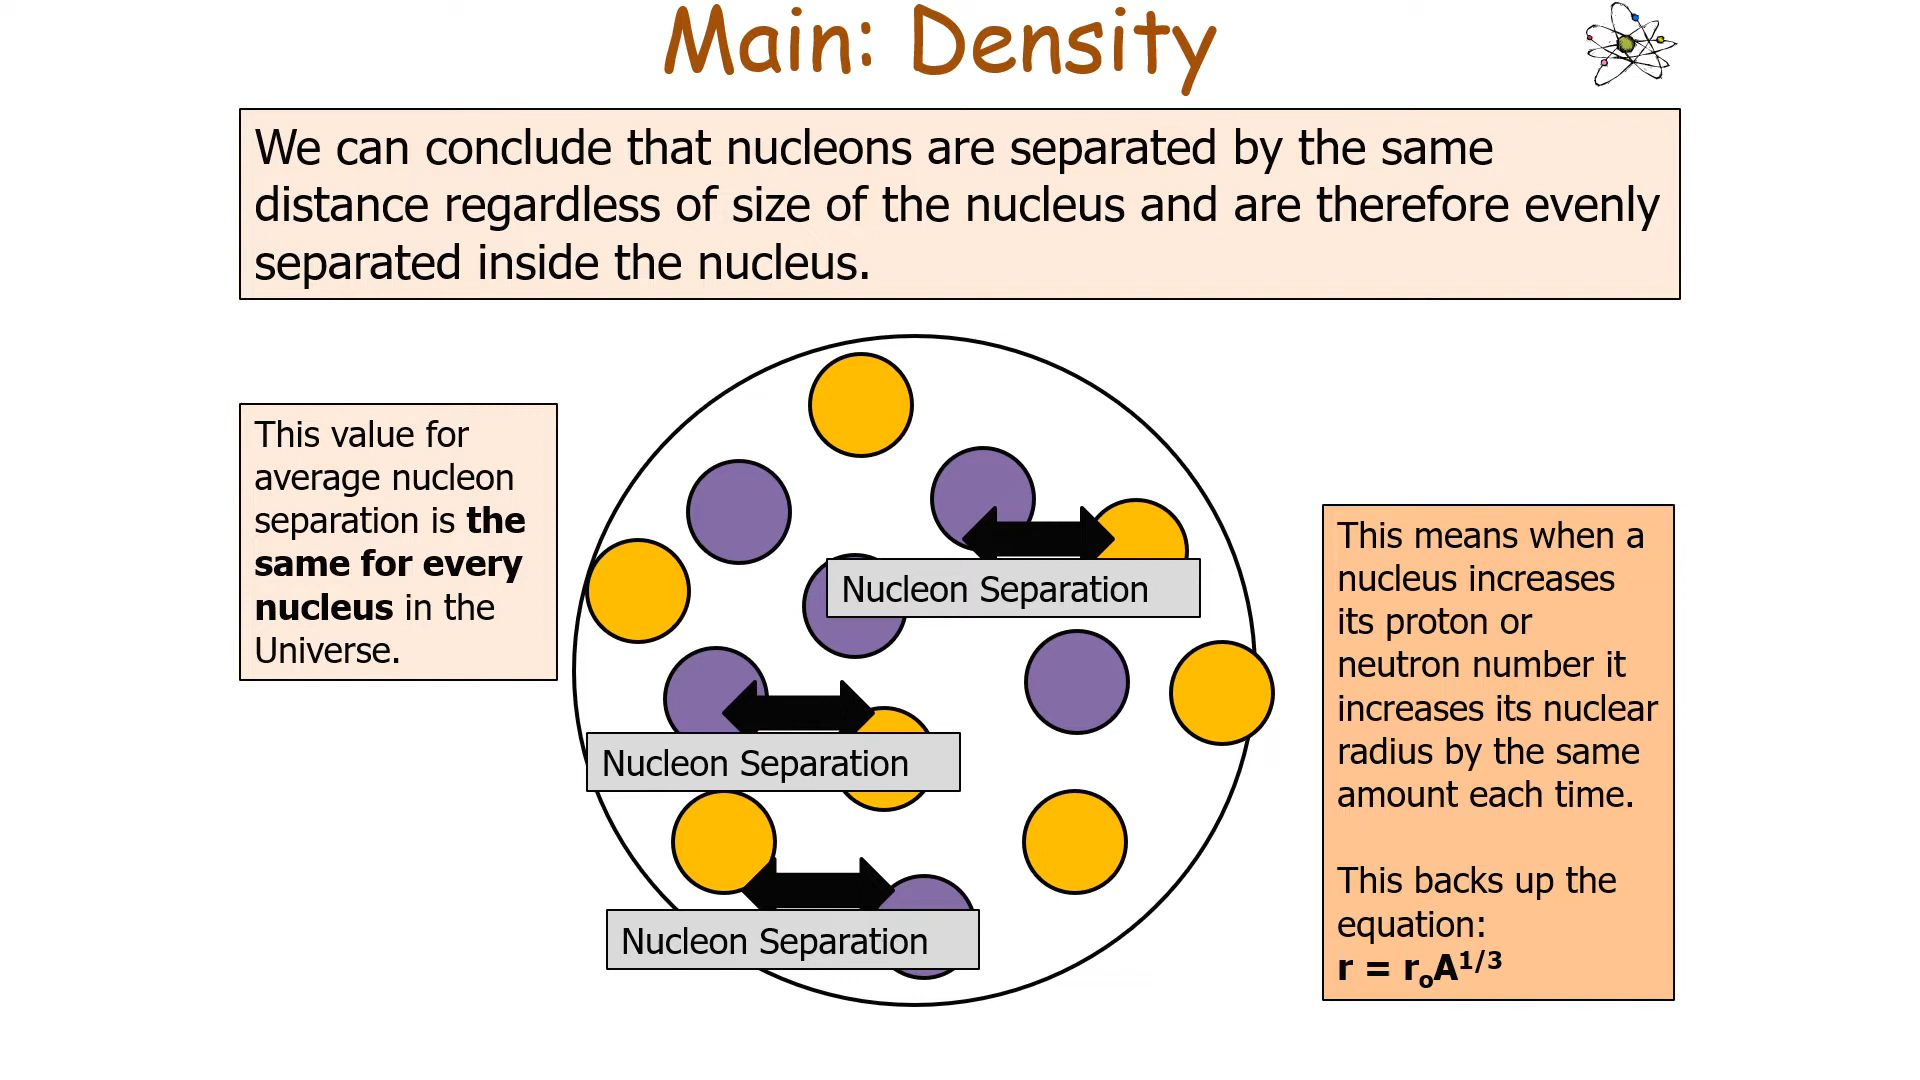 Main: Density
We can conclude that nucleons are separated by the same
distance regardless of size of the nucleus and are therefore evenly
separated inside the nucleus.
This value for
average nucleon
separation is the
same for every
nucleus in the
Universe.
Nucleon Separation
Nucleon Separation
Nucleon Separation
This means when a
nucleus increases
its proton or
neutron number it
increases its nuclear
radius by the same
amount each time.
This backs up the
equation:
r = roA1/3